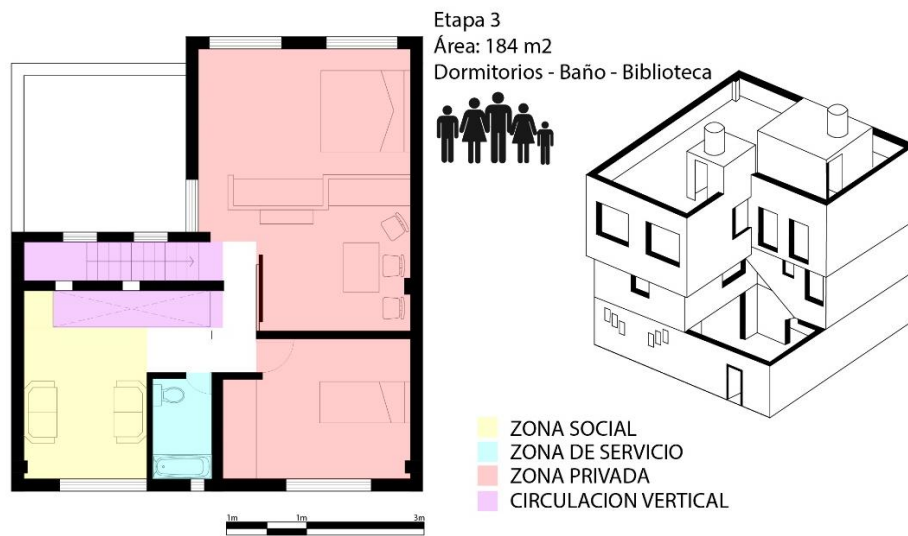 Etapa 3
Área: 184 m2
Dormitorios - Baño - Biblioteca
ZONA SOCIAL
ZONA DE SERVICIO
ZONA PRIVADA
CIRCULACION VERTICAL
1m 1m 3m